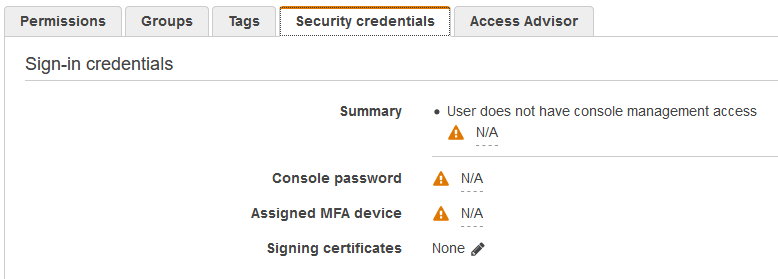 Permissions Groups Tags Security credentials Access Advisor
Sign-in credentials
Summary • User does not have console management access
N/A
Console password N/A
Assigned MFA device N/A
Signing certificates None